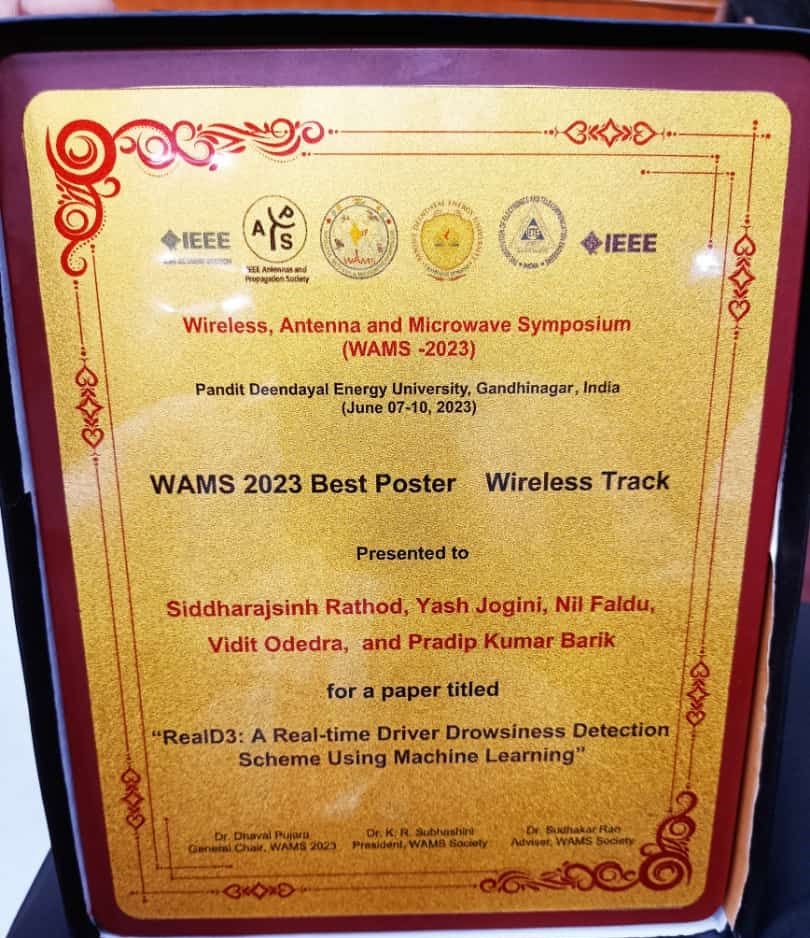 IEEE
A P S
IEEE Antennas and
Propagation Society
WAMS
IEEE
Wireless, Antenna and Microwave Symposium
(WAMS -2023)
Pandit Deendayal Energy University, Gandhinagar, India
(June 07-10, 2023)
WAMS 2023 Best Poster Wireless Track
Presented to
Siddharajsinh Rathod, Yash Jogini, Nil Faldu,
Vidit Odedra, and Pradip Kumar Barik
for a paper titled
“RealD3: A Real-time Driver Drowsiness Detection
Scheme Using Machine Learning”
Dr. Dhaval Pujara Dr. K. R. Subhashini Dr. Sudhakar Rao
General Chair, WAMS 2023 President, WAMS Society Adviser, WAMS Society